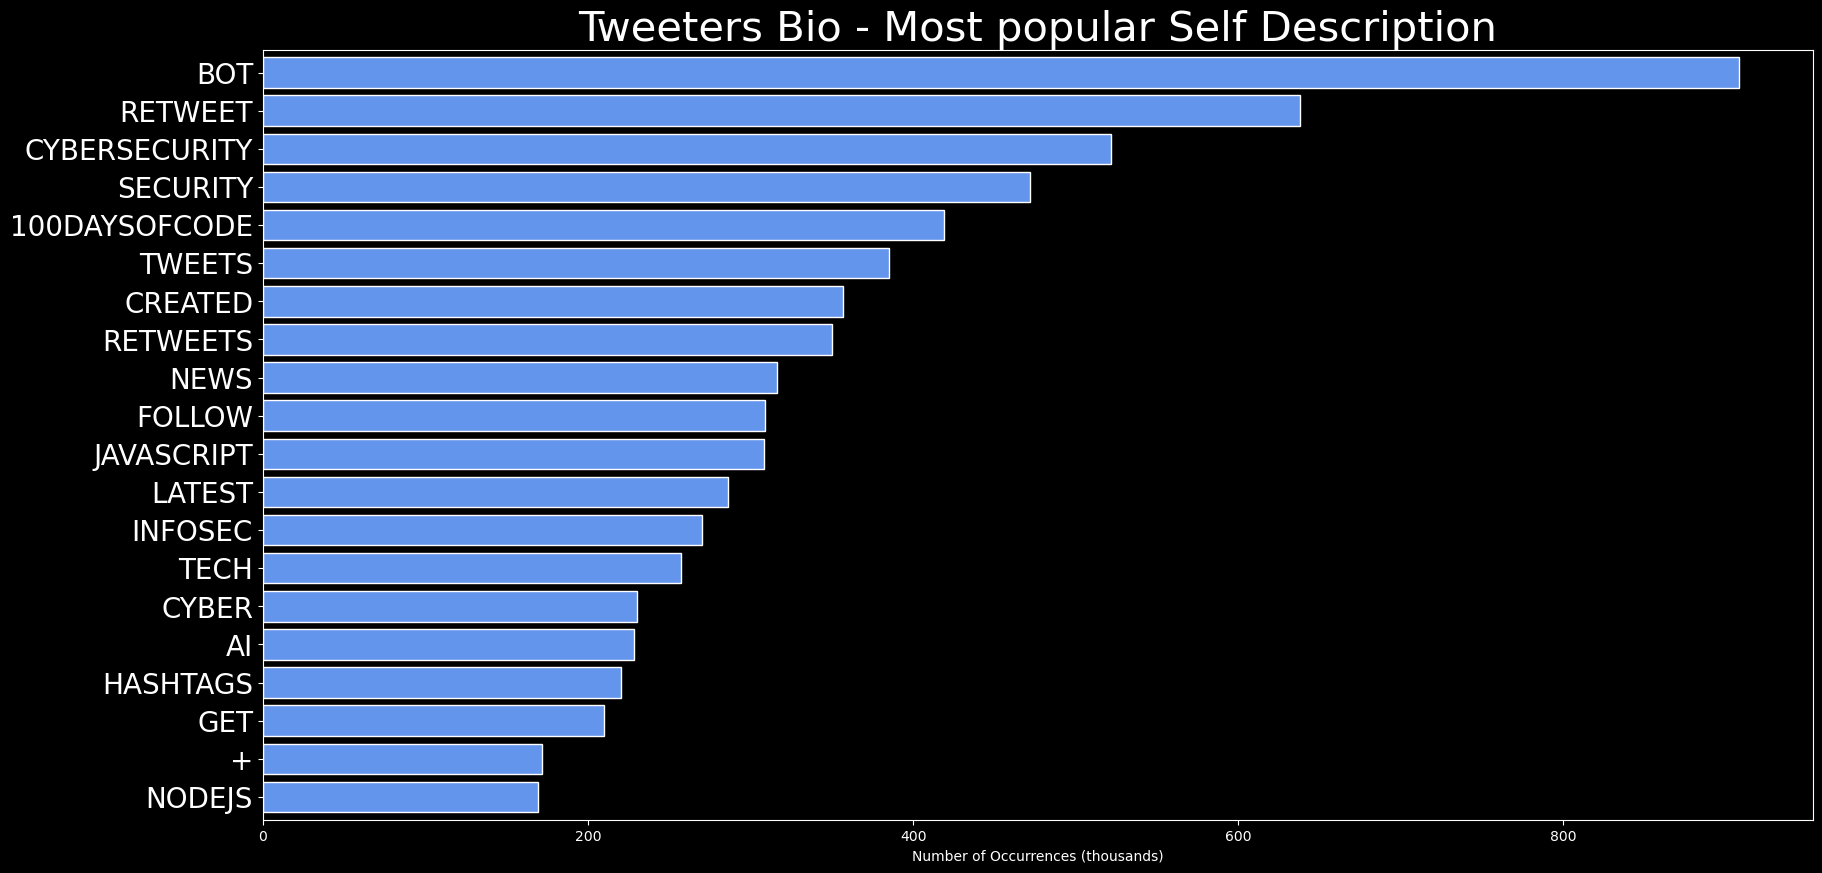 Tweeters Bio - Most popular Self Description
BOT
RETWEET
CYBERSECURITY
SECURITY
100DAYSOFCODE
TWEETS
CREATED
RETWEETS
NEWS
FOLLOW
JAVASCRIPT
LATEST
INFOSEC
TECH
CYBER
AI
HASHTAGS
GET
+
NODEJS
0 200 400 600 800
Number of Occurrences (thousands)